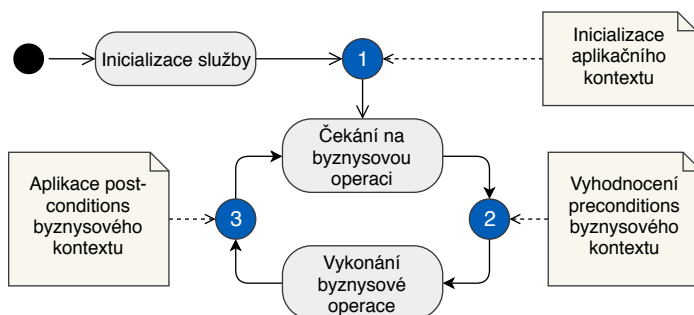 Inicializace služby
1
Inicializace
aplikačního
kontextu
Čekání na
byznysovou
operaci
Aplikace post-
conditions
byznysového
kontextu
3
2
Vyhodnocení
preconditions
byznysového
kontextu
Vykonání
byznysové
operace